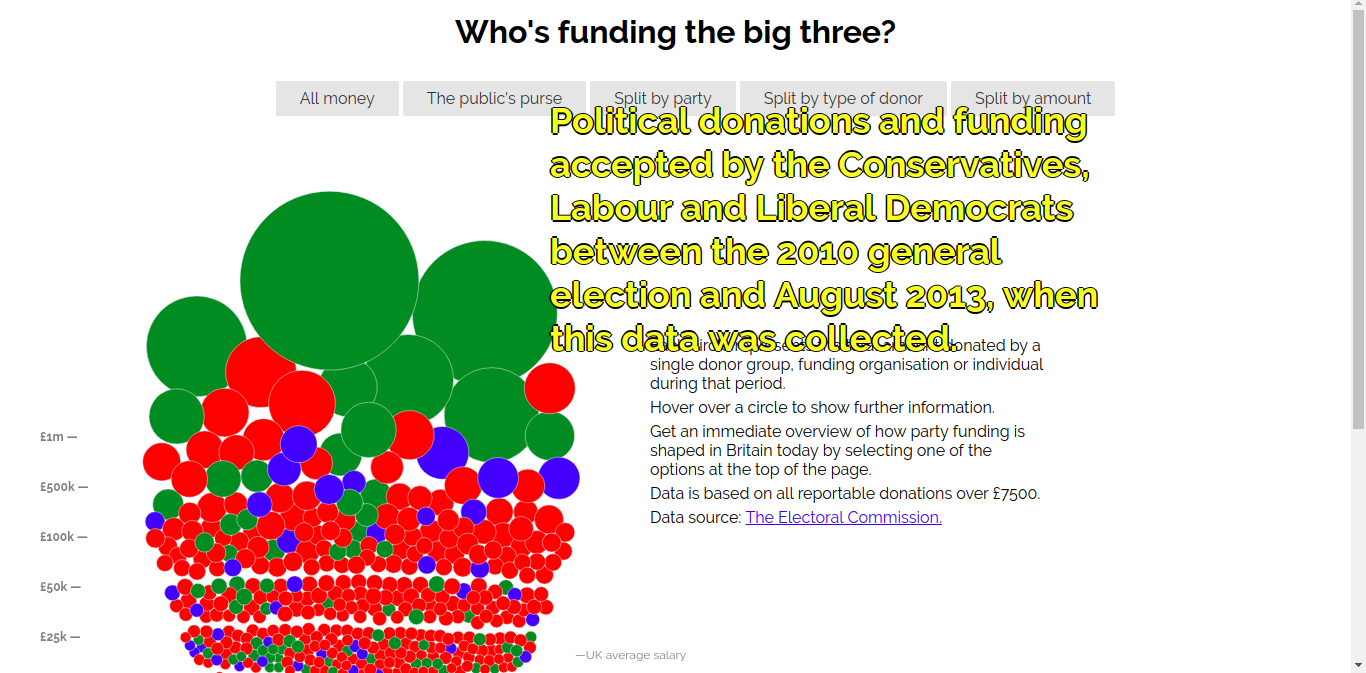 Who's funding the big three?
All money
The public's purse
Split by party
Split by type of donor
Split by amount
Political donations and funding
accepted by the Conservatives,
Labour and Liberal Democrats
between the 2010 general
election and August 2013, when
this data was collected.
donated by a
single donor group, funding organisation or individual
during that period.
Hover over a circle to show further information.
Get an immediate overview of how party funding is
shaped in Britain today by selecting one of the
options at the top of the page.
Data is based on all reportable donations over £7500.
Data source: The Electoral Commission.
£1m —
£500k —
£100k —
£50k —
£25k —
—UK average salary